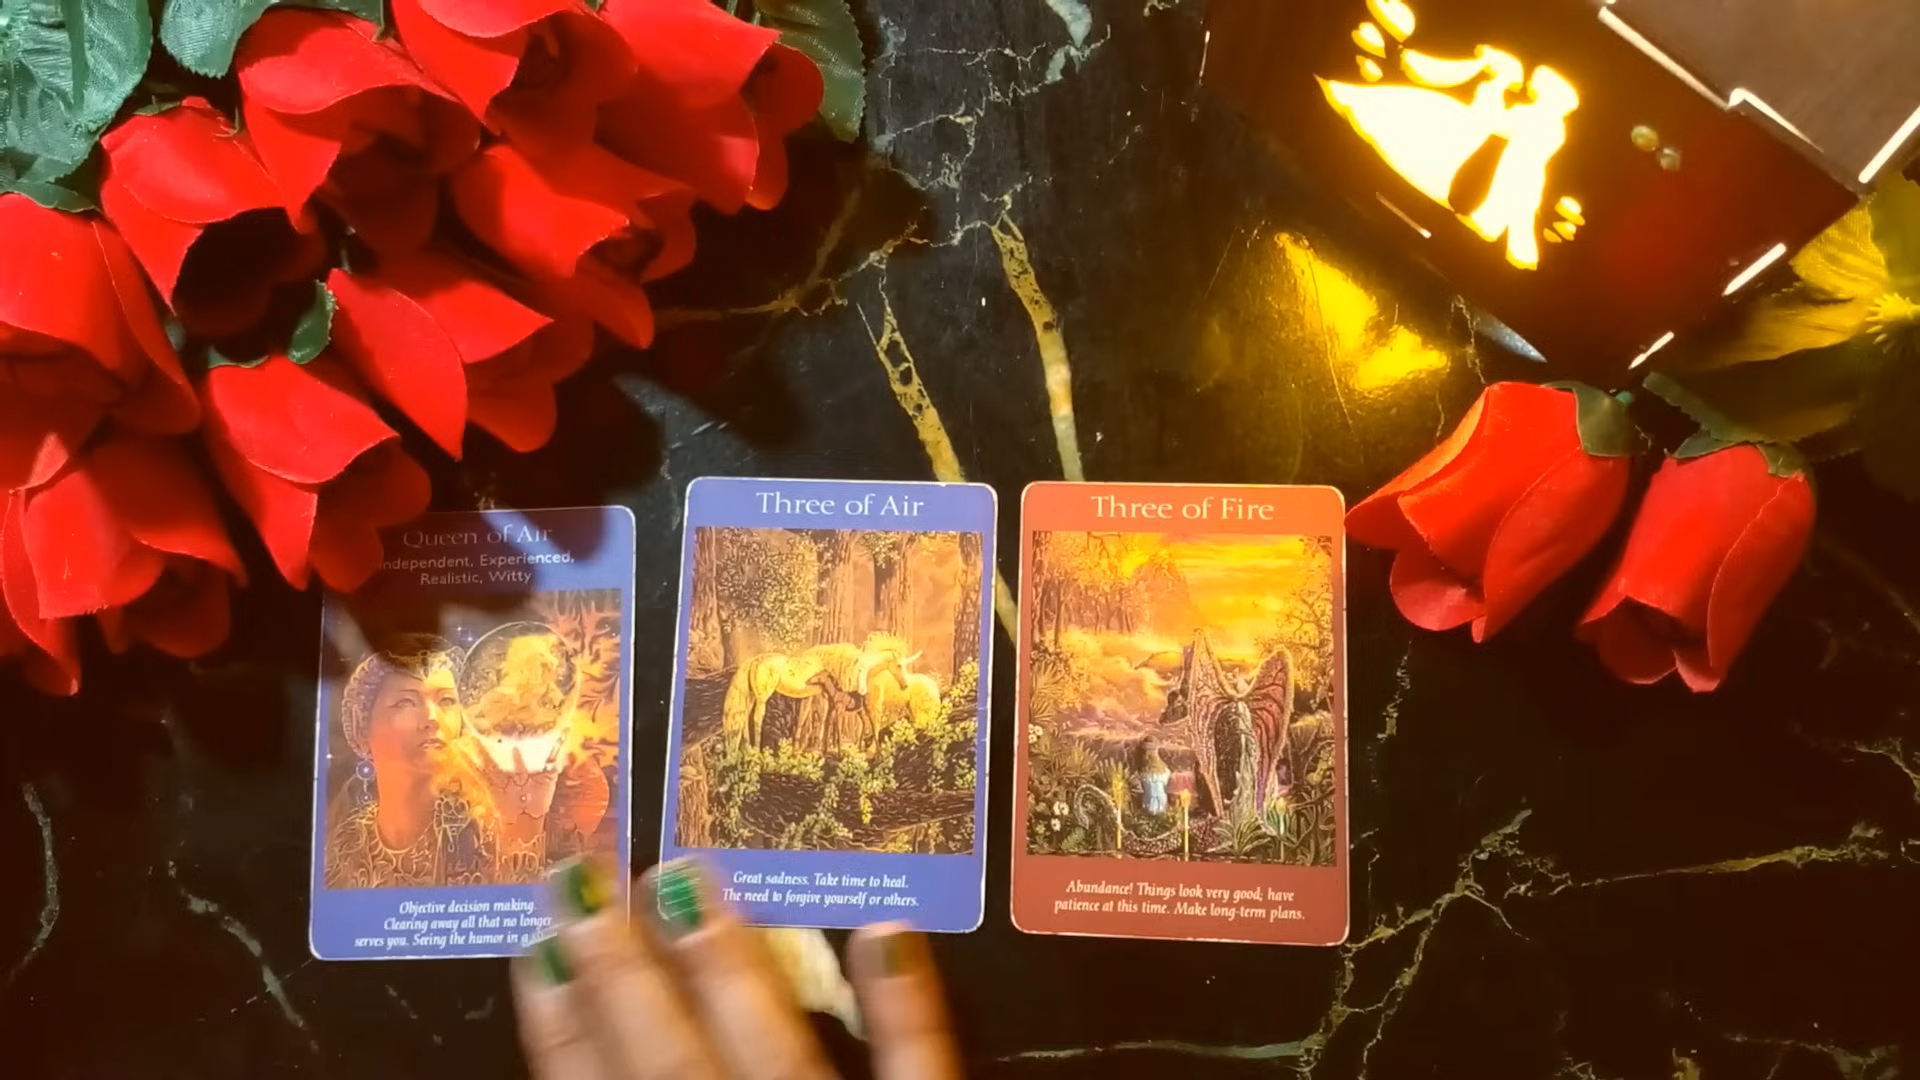 Queen of Air
Independent, Experienced,
Realistic, Witty
Objective decision making.
Clearing away all that no longer
serves you. Seeing the humor in a
Three of Air
Great sadness. Take time to heal.
The need to forgive yourself or others.
Three of Fire
Abundance! Things look very good; have
patience at this time. Make long-term plans.